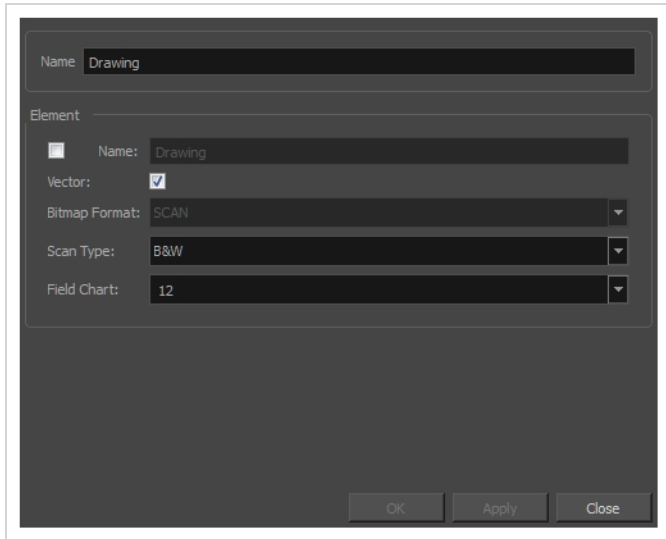 Name Drawing
Element
Name: Drawing
Vector:
Bitmap Format: SCAN
Scan Type: B&W
Field Chart: 12
OK Apply Close